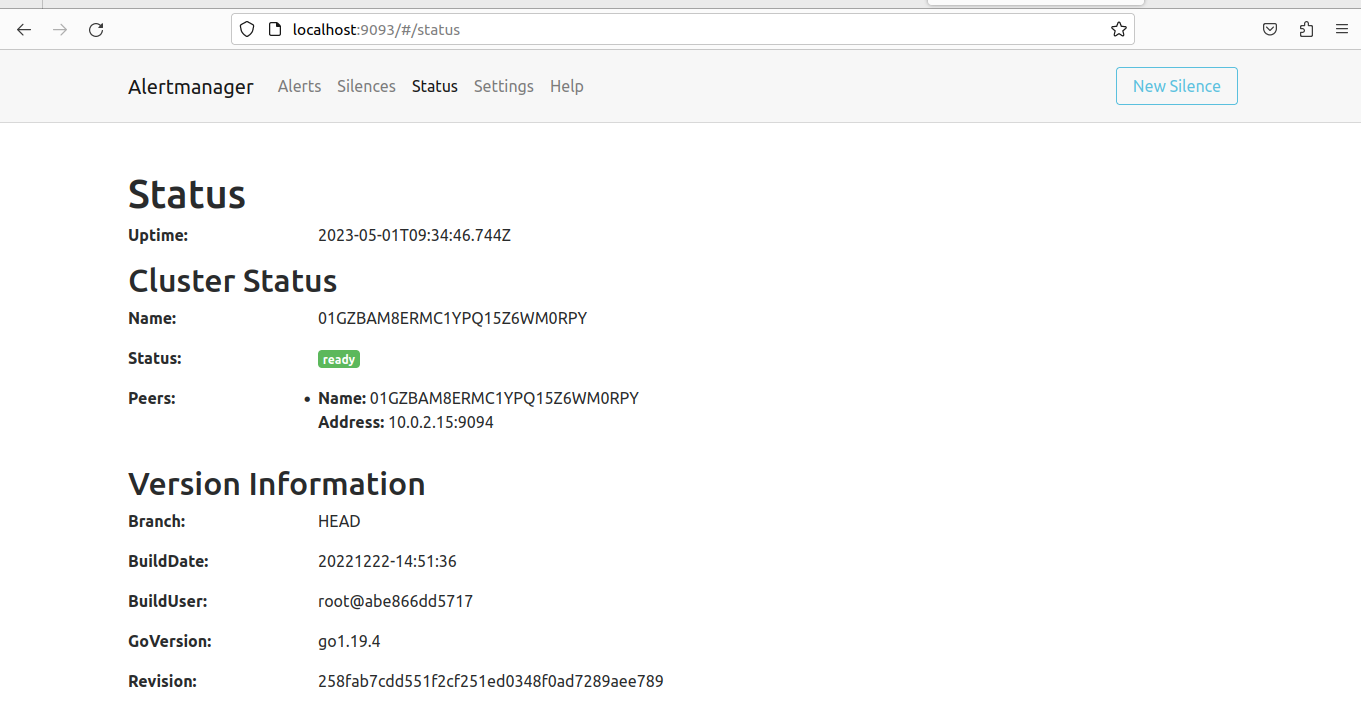 localhost:9093/#/status
Alertmanager Alerts Silences Status Settings Help New Silence
Status
Uptime: 2023-05-01T09:34:46.744Z
Cluster Status
Name: 01GZBAM8ERMC1YPQ15Z6WM0RPY
Status: ready
Peers: • Name: 01GZBAM8ERMC1YPQ15Z6WM0RPY
Address: 10.0.2.15:9094
Version Information
Branch: HEAD
BuildDate: 20221222-14:51:36
BuildUser: root@abe866dd5717
GoVersion: go1.19.4
Revision: 258fab7cdd551f2cf251ed0348f0ad7289aee789